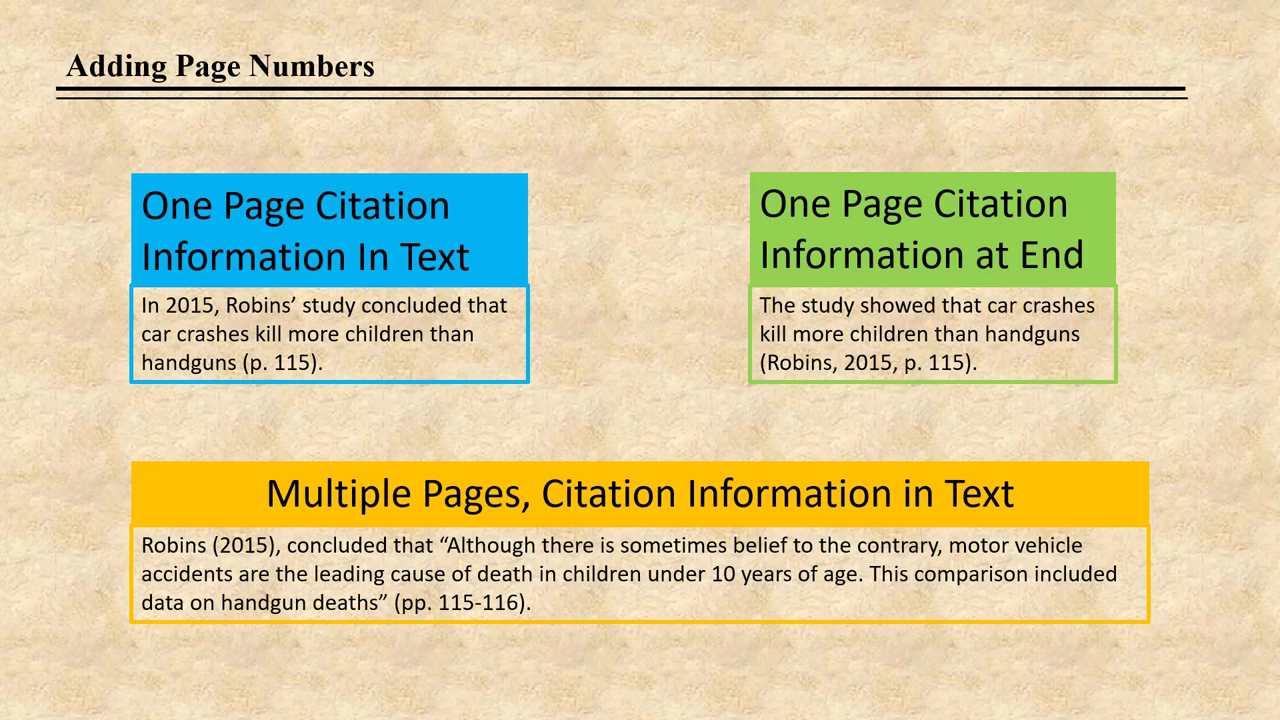 Adding Page Numbers
One Page Citation
Information In Text
In 2015, Robins’ study concluded that
car crashes kill more children than
handguns (p. 115).
One Page Citation
Information at End
The study showed that car crashes
kill more children than handguns
(Robins, 2015, p. 115).
Multiple Pages, Citation Information in Text
Robins (2015), concluded that “Although there is sometimes belief to the contrary, motor vehicle
accidents are the leading cause of death in children under 10 years of age. This comparison included
data on handgun deaths” (pp. 115-116).